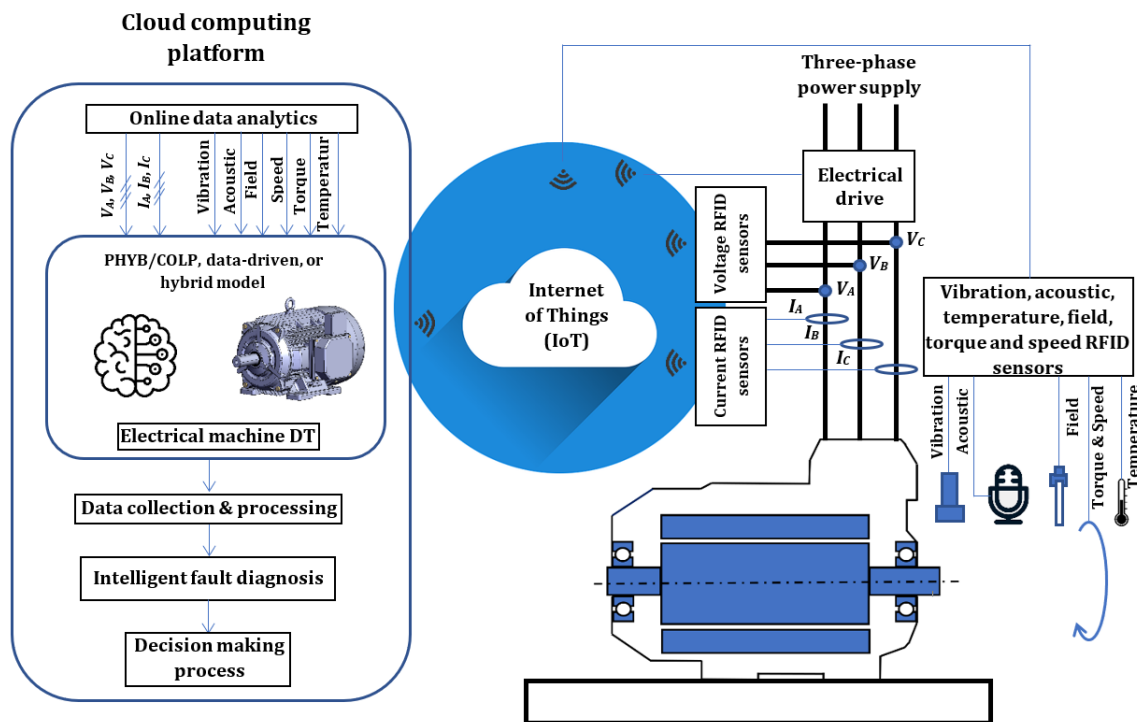 Cloud computing
platform
Online data analytics
VA, VB, VC
IA, IB, IC
Vibration
Acoustic
Field
Speed
Torque
Temperatur
PHYB/COLP, data-driven, or
hybrid model
Electrical machine DT
Data collection & processing
Intelligent fault diagnosis
Decision making
process
Internet
of Things
(IoT)
Three-phase
power supply
Electrical
drive
Voltage RFID
sensors
VC
VB
VA
Current RFID
sensors
IA
IB
IC
Vibration, acoustic,
temperature, field,
torque and speed RFID
sensors
Vibration
Acoustic
Field
Torque & Speed
Temperature